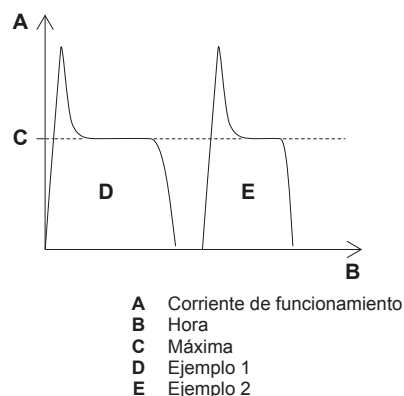 A
C
D
E
B
A Corriente de funcionamiento
B Hora
C Máxima
D Ejemplo 1
E Ejemplo 2